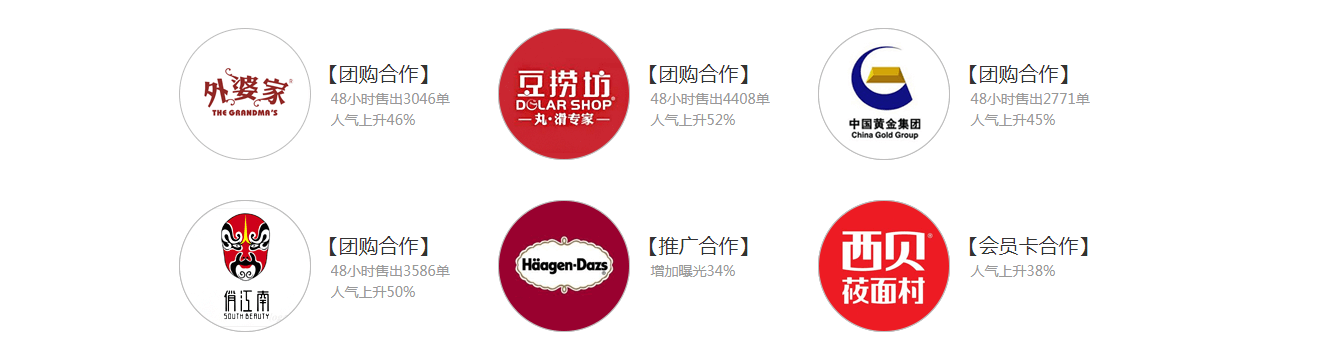 外婆家®
THE GRANDMA'S
【团购合作】
48小时售出3046单
人气上升46%
豆捞坊®
DOLAR SHOP
丸·滑专家
【团购合作】
48小时售出4408单
人气上升52%
中国黄金集团
China Gold Group
【团购合作】
48小时售出2771单
人气上升45%
俏江南
SOUTH BEAUTY
【团购合作】
48小时售出3586单
人气上升50%
Häagen-Dazs
【推广合作】
增加曝光34%
西贝®
莜面村
【会员卡合作】
人气上升38%